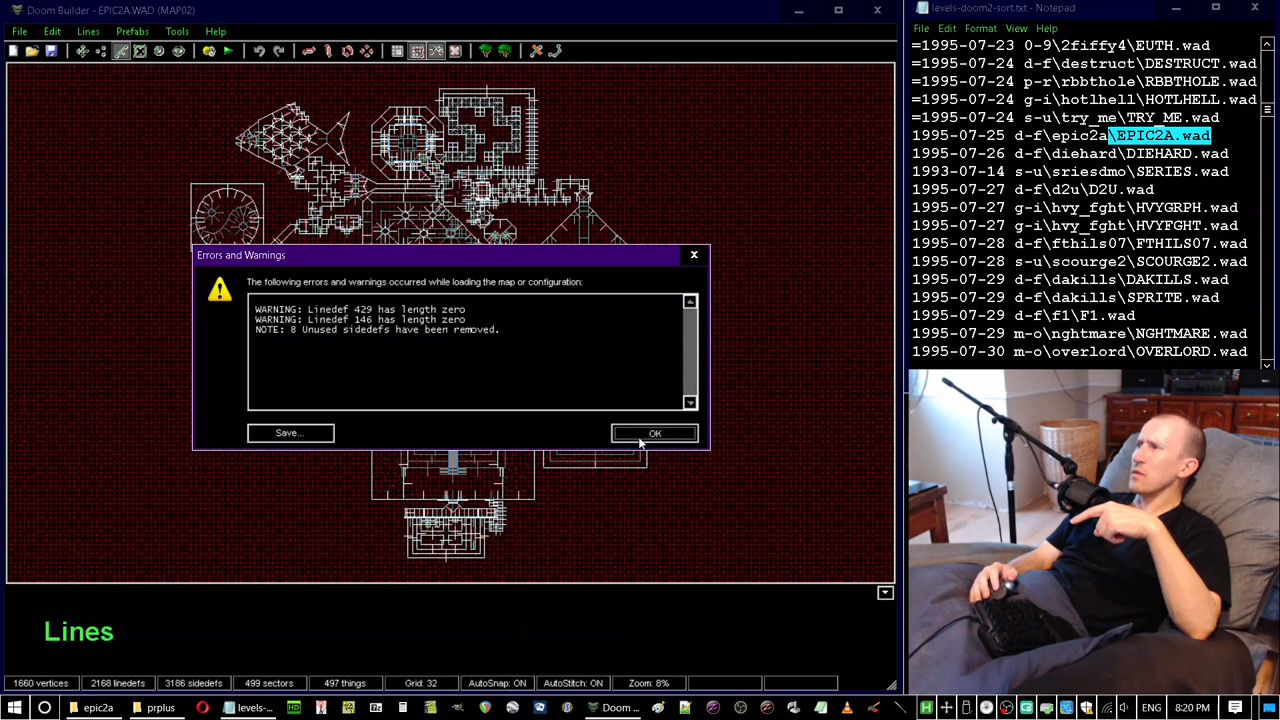 Doom Builder - EPIC2A.WAD (MAP02)
File Edit Lines Prefabs Tools Help
Errors and Warnings
The following errors and warnings occurred while loading the map or configuration:
WARNING: Linedef 429 has length zero
WARNING: Linedef 146 has length zero
NOTE: 8 Unused sidedefs have been removed.
Save...
OK
Lines
1660 vertices
2168 linedefs
3186 sidedefs
499 sectors
497 things
Grid: 32
AutoSnap: ON
AutoStitch: ON
Zoom: 8%
levels-doom2-sort.txt - Notepad
File Edit Format View Help
=1995-07-23 0-9\2fiffy4\EUTH.wad
=1995-07-24 d-f\destruct\DESTRUCT.wad
=1995-07-24 p-r\rbbthole\RBBTHOLE.wad
=1995-07-24 g-i\hotlhell\HOTLHELL.wad
=1995-07-24 s-u\try_me\TRY_ME.wad
1995-07-25 d-f\epic2a\EPIC2A.wad
1995-07-26 d-f\diehard\DIEHARD.wad
1993-07-14 s-u\sriesdmo\SERIES.wad
1995-07-27 d-f\d2u\D2U.wad
1995-07-27 g-i\hvy_fght\HVYGRPH.wad
1995-07-27 g-i\hvy_fght\HVYFGHT.wad
1995-07-28 d-f\fthils07\FTHILS07.wad
1995-07-28 s-u\scourge2\SCOURGE2.wad
1995-07-29 d-f\dakills\DAKILLS.wad
1995-07-29 d-f\dakills\SPRITE.wad
1995-07-29 d-f\f1\F1.wad
1995-07-29 m-o\nghtmare\NGHTMARE.wad
1995-07-30 m-o\overlord\OVERLORD.wad
epic2a
prplus
levels-...
HD
Doom ...
ENG
8:20 PM